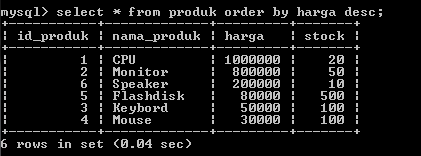 mysql> select * from produk order by harga desc;
+-----------+-------------+---------+-------+
| id_produk | nama_produk | harga   | stock |
+-----------+-------------+---------+-------+
|         1 | CPU         | 1000000 |    20 |
|         2 | Monitor     |  800000 |    50 |
|         6 | Speaker     |  200000 |    10 |
|         5 | Flashdisk   |   80000 |   500 |
|         3 | Keybord     |   50000 |   100 |
|         4 | Mouse       |   30000 |   100 |
+-----------+-------------+---------+-------+
6 rows in set (0.04 sec)